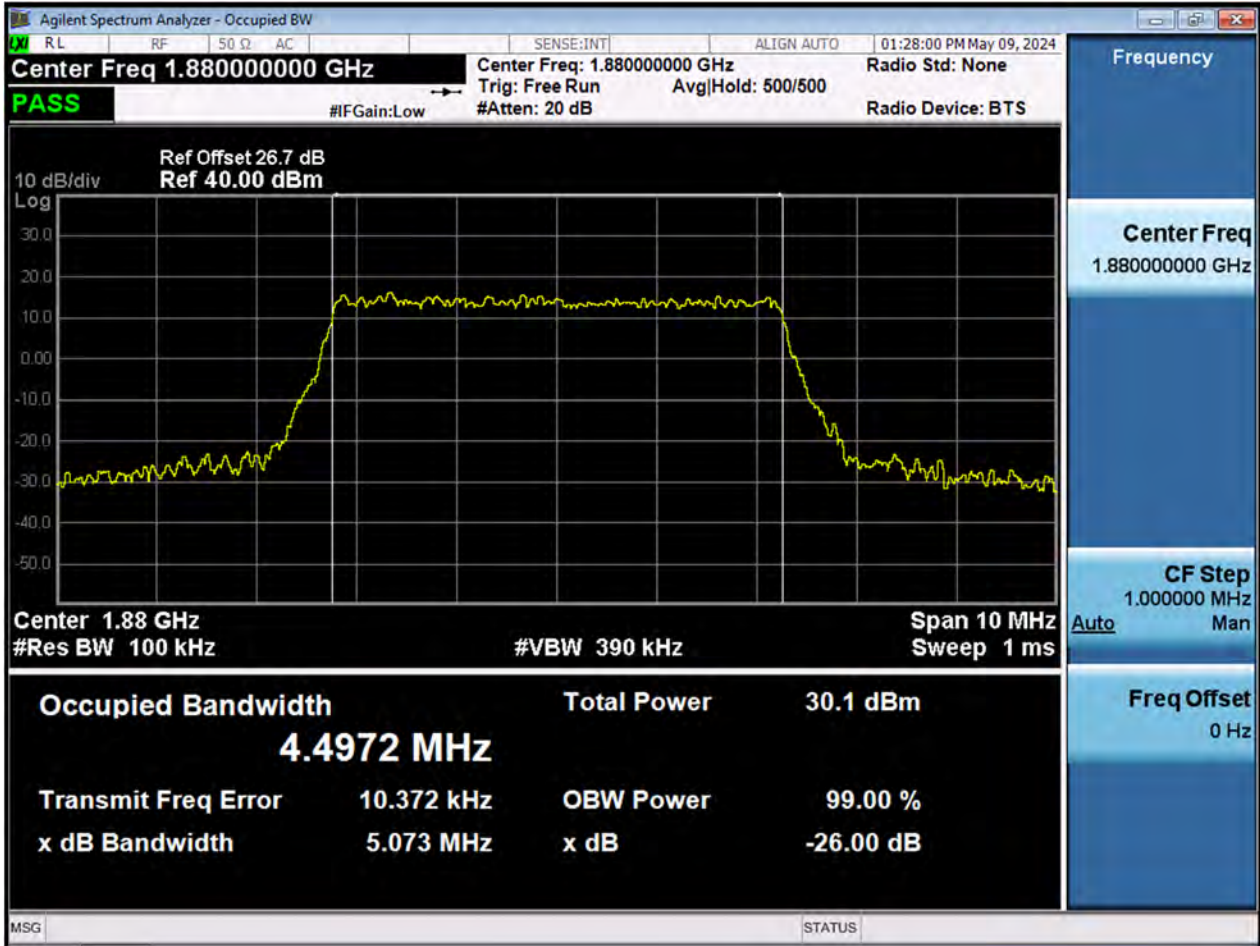 Agilent Spectrum Analyzer - Occupied BW
LXI RL RF 50 Ω AC SENSE:INT ALIGN AUTO 01:28:00 PM May 09, 2024
Center Freq 1.880000000 GHz
PASS
#IFGain:Low
Center Freq: 1.880000000 GHz
Trig: Free Run Avg|Hold: 500/500
#Atten: 20 dB
Radio Std: None
Radio Device: BTS
Ref Offset 26.7 dB
10 dB/div Ref 40.00 dBm
Log
30.0
20.0
10.0
0.00
-10.0
-20.0
-30.0
-40.0
-50.0
Center 1.88 GHz Span 10 MHz
#Res BW 100 kHz #VBW 390 kHz Sweep 1 ms
Occupied Bandwidth Total Power 30.1 dBm
4.4972 MHz
Transmit Freq Error 10.372 kHz OBW Power 99.00 %
x dB Bandwidth 5.073 MHz x dB -26.00 dB
Frequency
Center Freq
1.880000000 GHz
CF Step
1.000000 MHz
Auto Man
Freq Offset
0 Hz
MSG STATUS